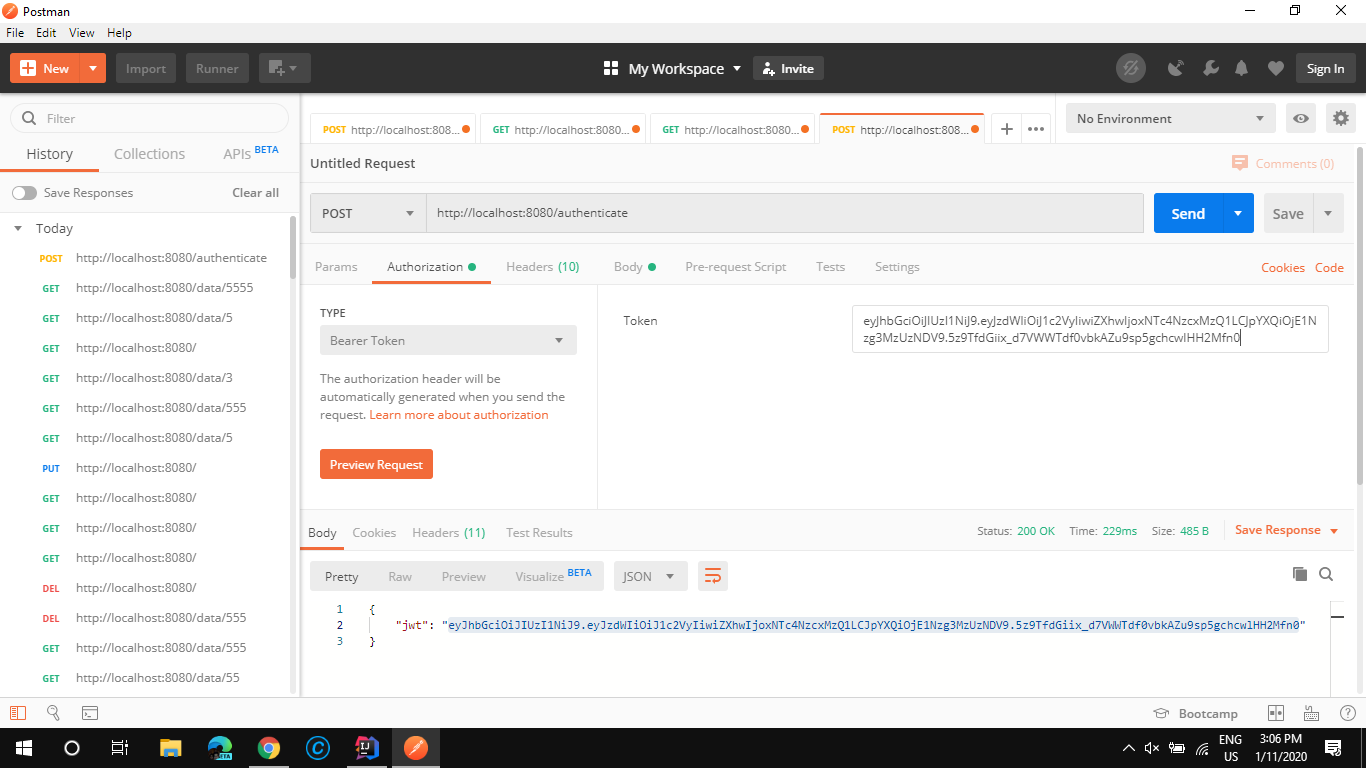 Postman
File Edit View Help
New Import Runner My Workspace Invite Sign In
Filter
History Collections APIs BETA
Save Responses Clear all
Today
POST http://localhost:8080/authenticate
GET http://localhost:8080/data/5555
GET http://localhost:8080/data/5
GET http://localhost:8080/
GET http://localhost:8080/data/3
GET http://localhost:8080/data/555
GET http://localhost:8080/data/5
PUT http://localhost:8080/
GET http://localhost:8080/
GET http://localhost:8080/
GET http://localhost:8080/
DEL http://localhost:8080/
DEL http://localhost:8080/data/555
GET http://localhost:8080/data/555
GET http://localhost:8080/data/55
POST http://localhost:808... GET http://localhost:8080... GET http://localhost:8080... POST http://localhost:808... + ••• No Environment
Untitled Request Comments (0)
POST http://localhost:8080/authenticate Send Save
Params Authorization Headers (10) Body Pre-request Script Tests Settings Cookies Code
TYPE
Bearer Token
The authorization header will be
automatically generated when you send the
request. Learn more about authorization
Preview Request
Token
eyJhbGciOiJIUzI1NiJ9.eyJzdWIiOiJ1c2VyIiwiZXhwIjoxNTc4NzcxMzQ1LCJpYXQiOjE1N
zg3MzUzNDV9.5z9TfdGiix_d7VWWTdf0vbkAZu9sp5gchcwlHH2Mfn0
Body Cookies Headers (11) Test Results Status: 200 OK Time: 229ms Size: 485 B Save Response
Pretty Raw Preview Visualize BETA JSON
1 {
2 "jwt": "eyJhbGciOiJIUzI1NiJ9.eyJzdWIiOiJ1c2VyIiwiZXhwIjoxNTc4NzcxMzQ1LCJpYXQiOjE1Nzg3MzUzNDV9.5z9TfdGiix_d7VWWTdf0vbkAZu9sp5gchcwlHH2Mfn0"
3 }
Bootcamp
ENG
US
3:06 PM
1/11/2020